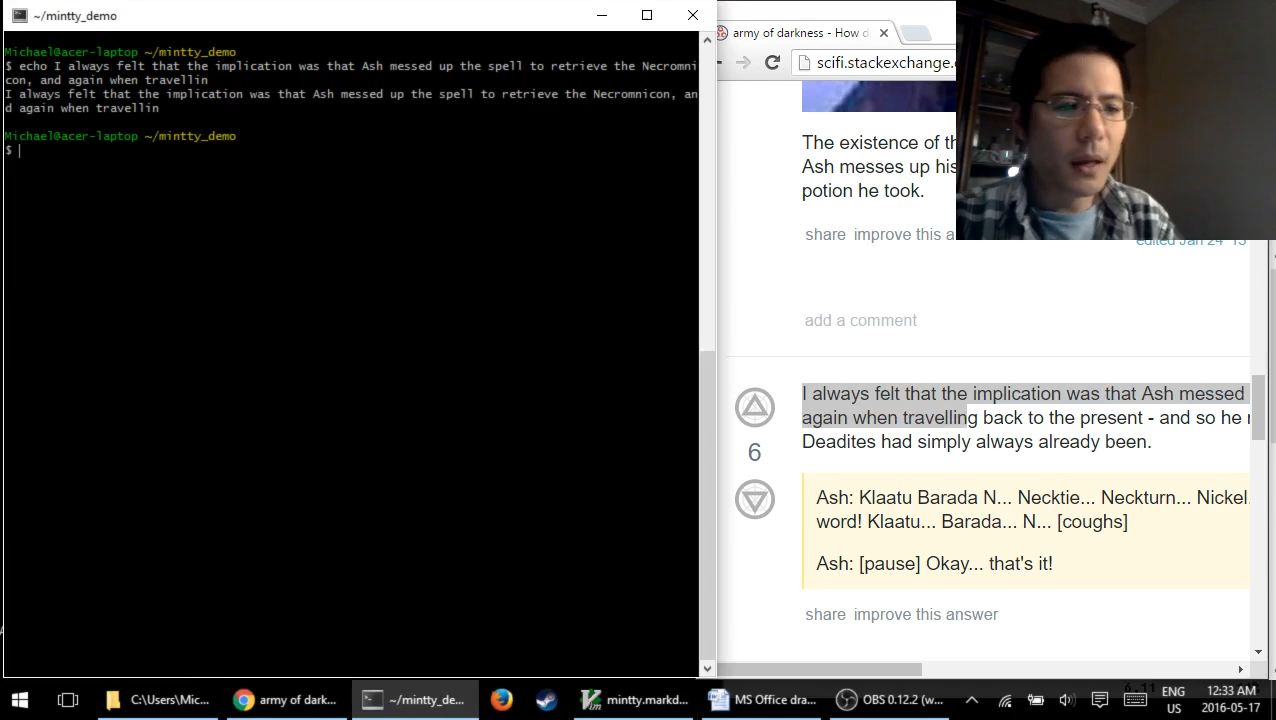 ~/mintty_demo
Michael@acer-laptop ~/mintty_demo
$ echo I always felt that the implication was that Ash messed up the spell to retrieve the Necromni
con, and again when travellin
I always felt that the implication was that Ash messed up the spell to retrieve the Necromnicon, an
d again when travellin
Michael@acer-laptop ~/mintty_demo
$
army of darkness - How d
scifi.stackexchange.
The existence of th
Ash messes up his
potion he took.
share improve this a
edited Jan 24 '13
add a comment
I always felt that the implication was that Ash messed
again when travelling back to the present - and so he
Deadites had simply always already been.
6
Ash: Klaatu Barada N... Necktie... Neckturn... Nickel.
word! Klaatu... Barada... N... [coughs]
Ash: [pause] Okay... that's it!
share improve this answer
C:\Users\Mic...
army of dark...
~/mintty_de...
mintty.markd...
MS Office dra...
OBS 0.12.2 (w...
ENG
US
12:33 AM
2016-05-17